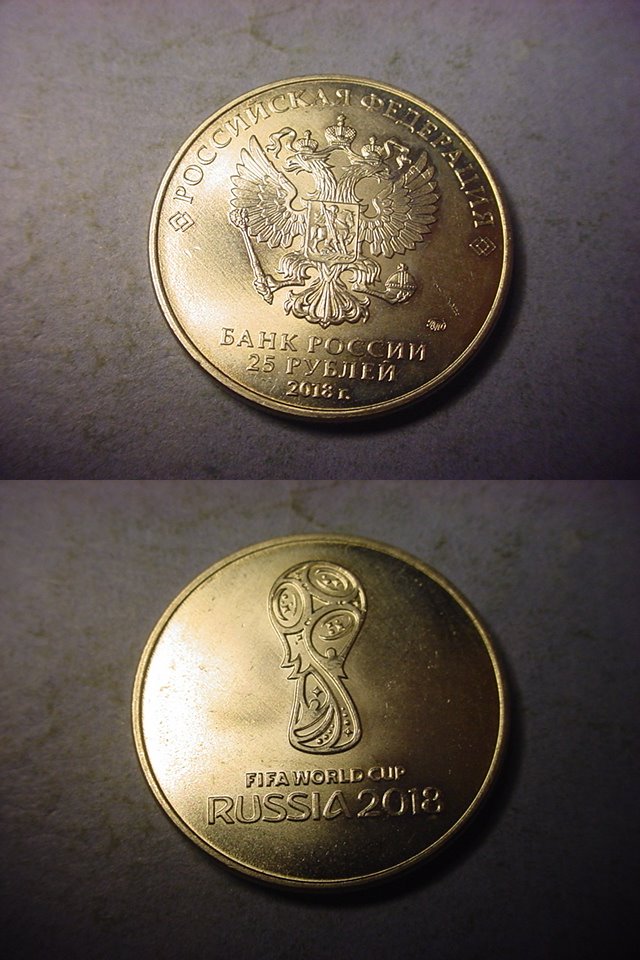 РОССИЙСКАЯ ФЕДЕРАЦИЯ
БАНК РОССИИ
25 РУБЛЕЙ
2018 г.
FIFA WORLD CUP
RUSSIA 2018